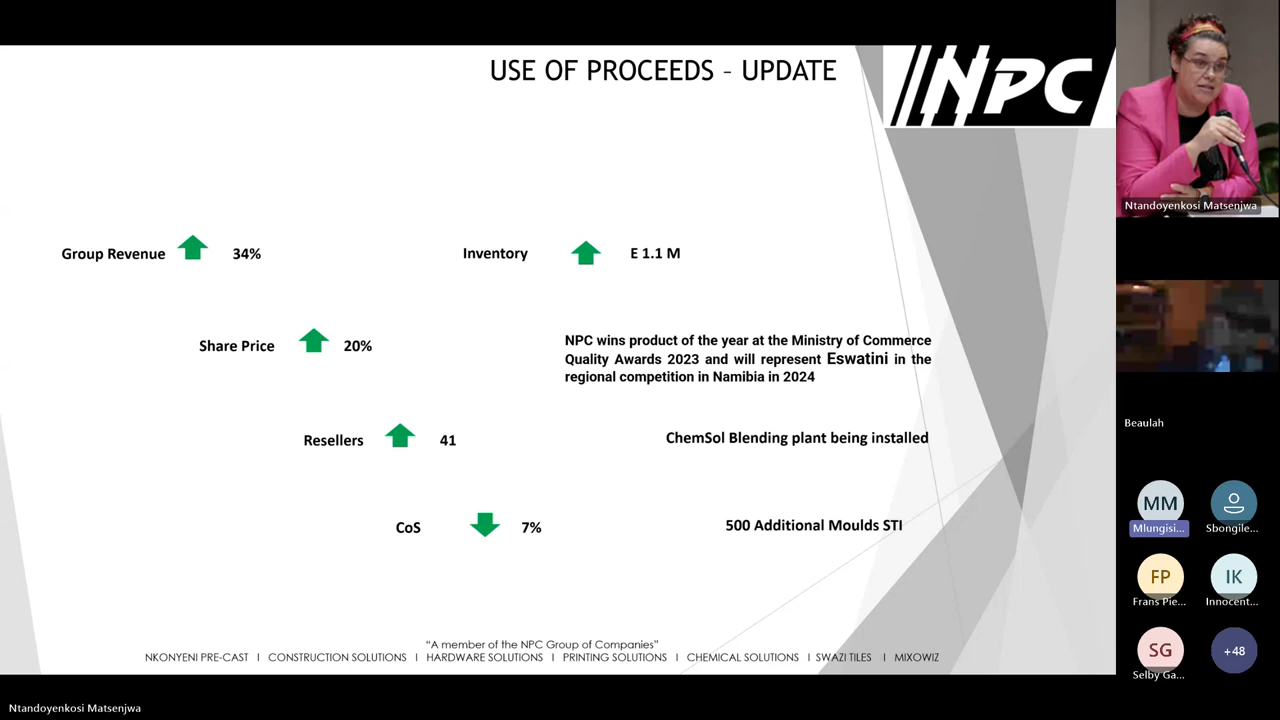 USE OF PROCEEDS – UPDATE
NPC
Group Revenue 34%
Inventory E 1.1 M
Share Price 20%
NPC wins product of the year at the Ministry of Commerce
Quality Awards 2023 and will represent Eswatini in the
regional competition in Namibia in 2024
Resellers 41
ChemSol Blending plant being installed
CoS 7%
500 Additional Moulds STI
“A member of the NPC Group of Companies”
NKONYENI PRE-CAST I CONSTRUCTION SOLUTIONS I HARDWARE SOLUTIONS I PRINTING SOLUTIONS I CHEMICAL SOLUTIONS I SWAZI TILES I MIXOWIZ
Ntandoyenkosi Matsenjwa
Beaulah
MM
Mlungisi...
Sbongile...
FP
IK
Frans Pie...
Innocent...
SG
+48
Selby Ga...
Ntandoyenkosi Matsenjwa